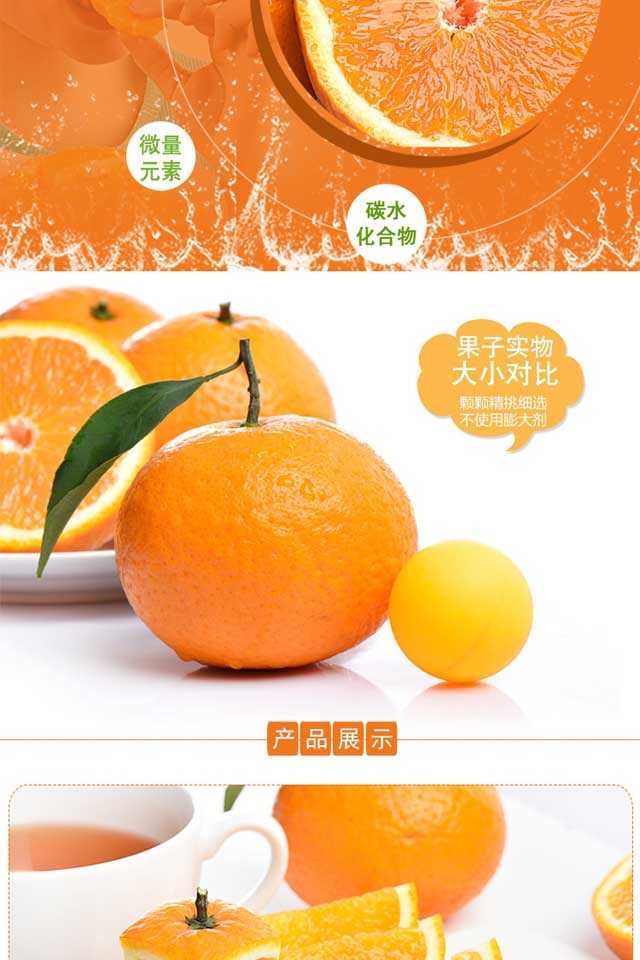 微量
元素
碳水
化合物
果子实物
大小对比
颗颗精挑细选
不使用膨大剂
产品展示